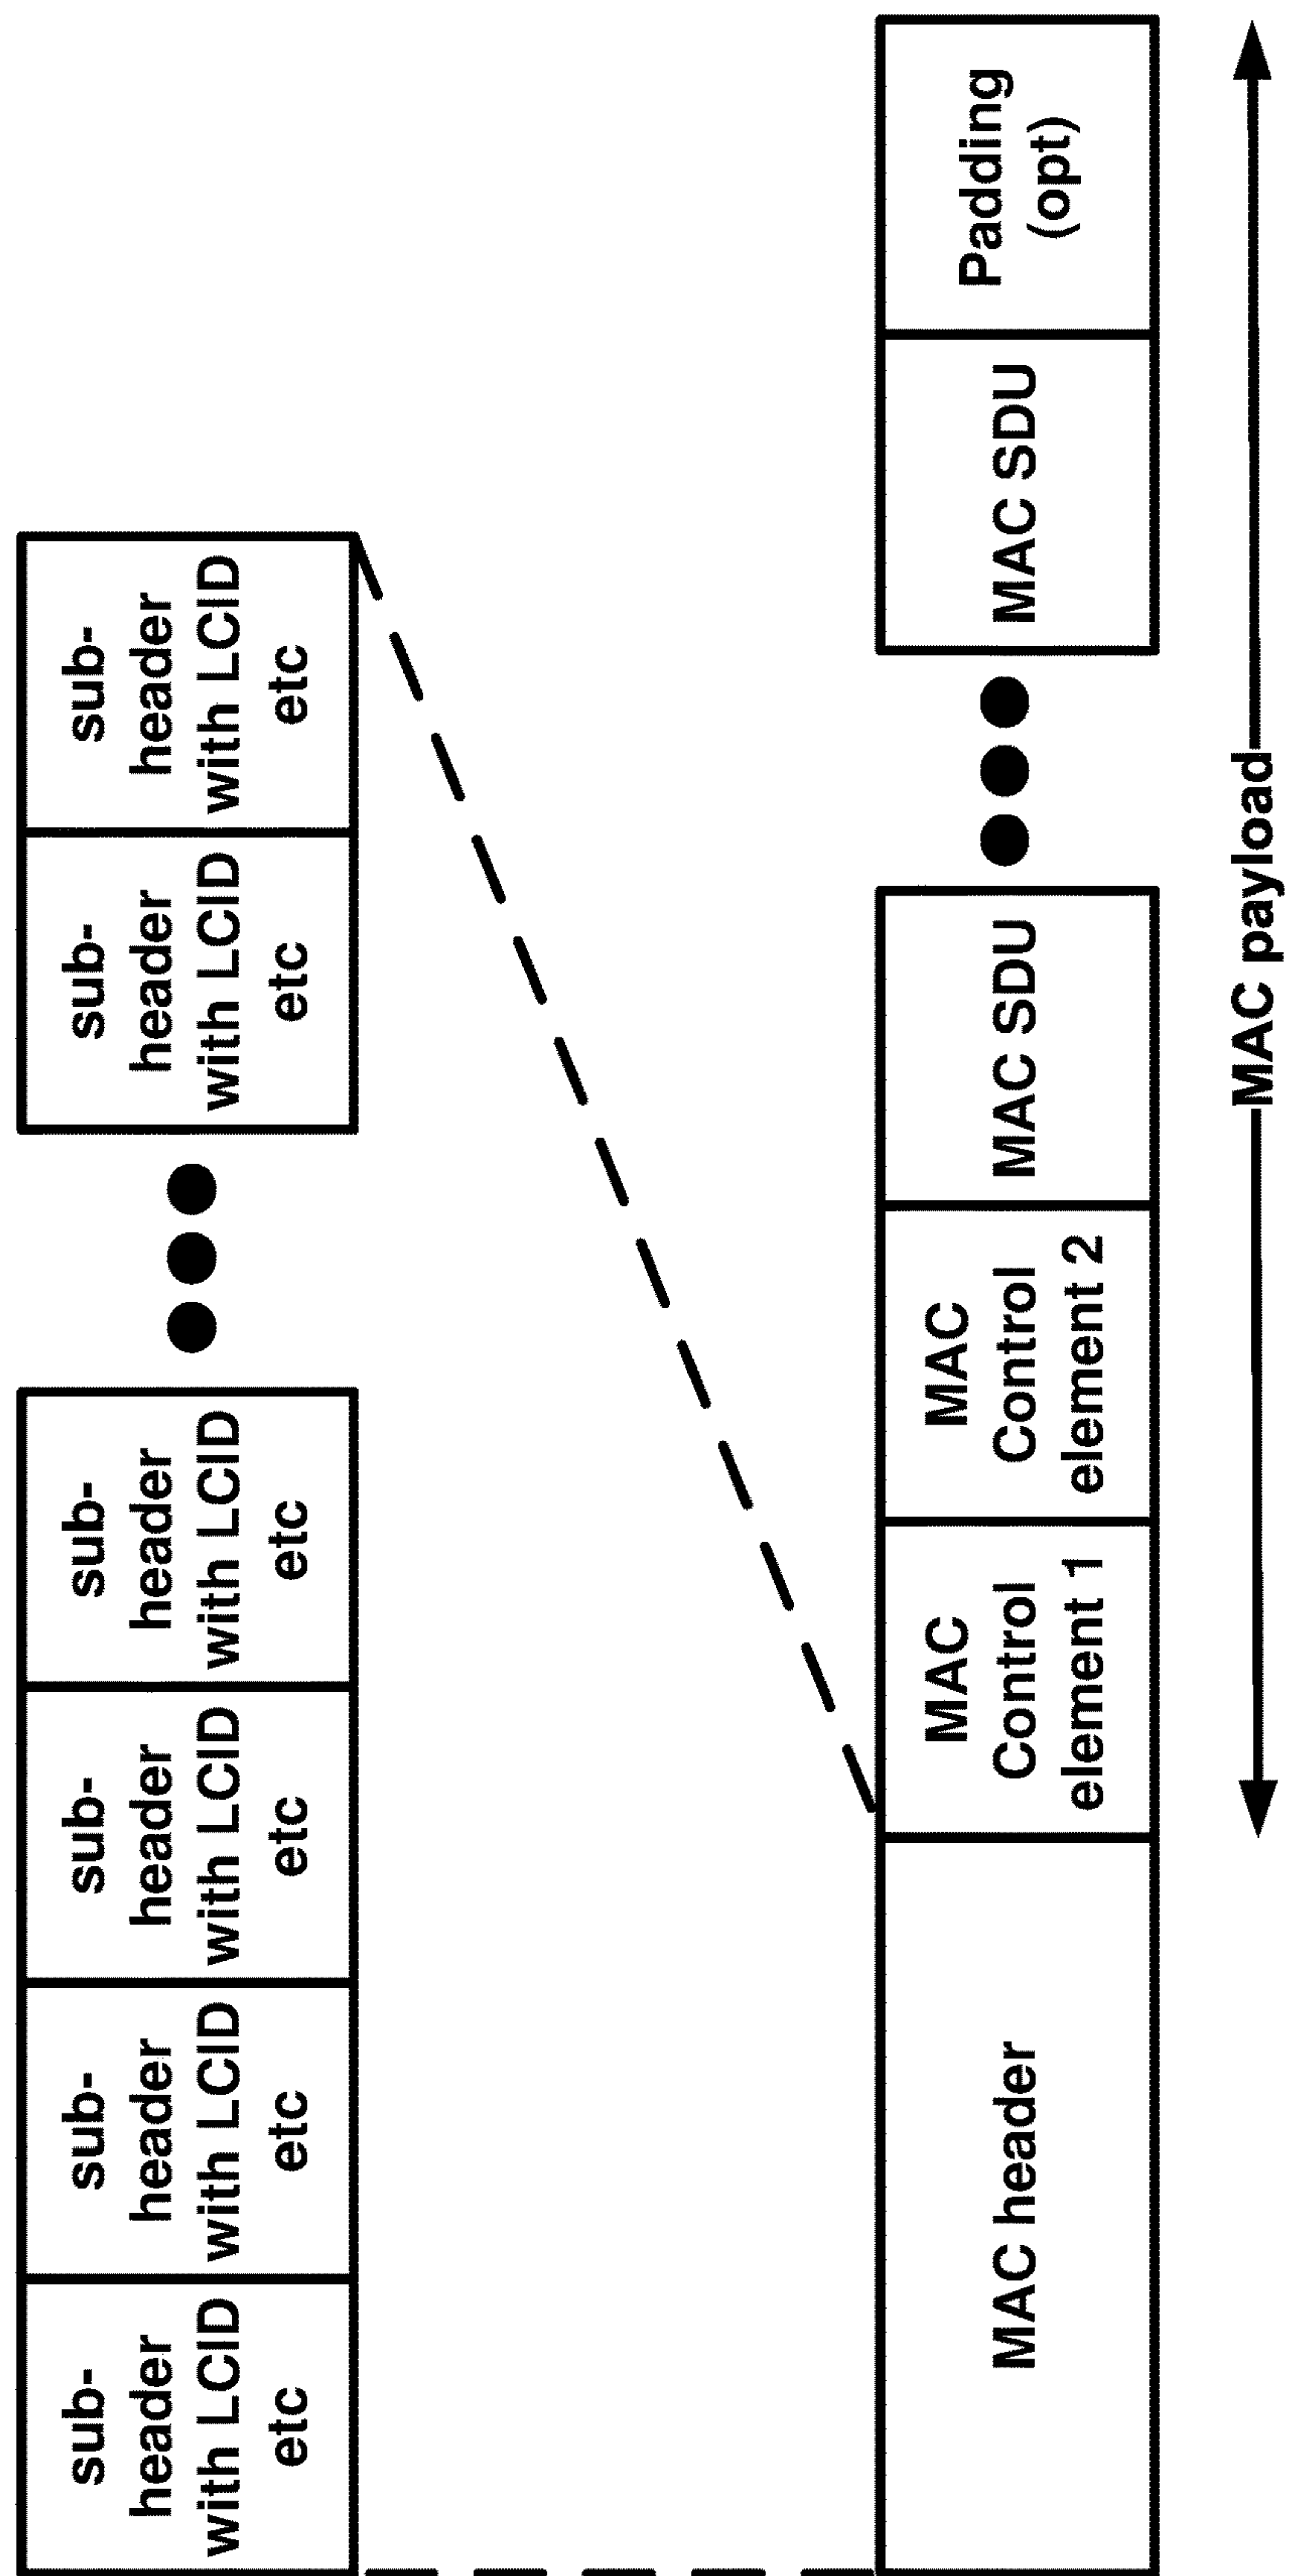 sub-
header
with LCID
etc
sub-
header
with LCID
etc
sub-
header
with LCID
etc
sub-
header
with LCID
etc
sub-
header
with LCID
etc
sub-
header
with LCID
etc
MAC header
MAC
Control
element 1
MAC
Control
element 2
MAC SDU
MAC SDU
Padding
(opt)
MAC payload